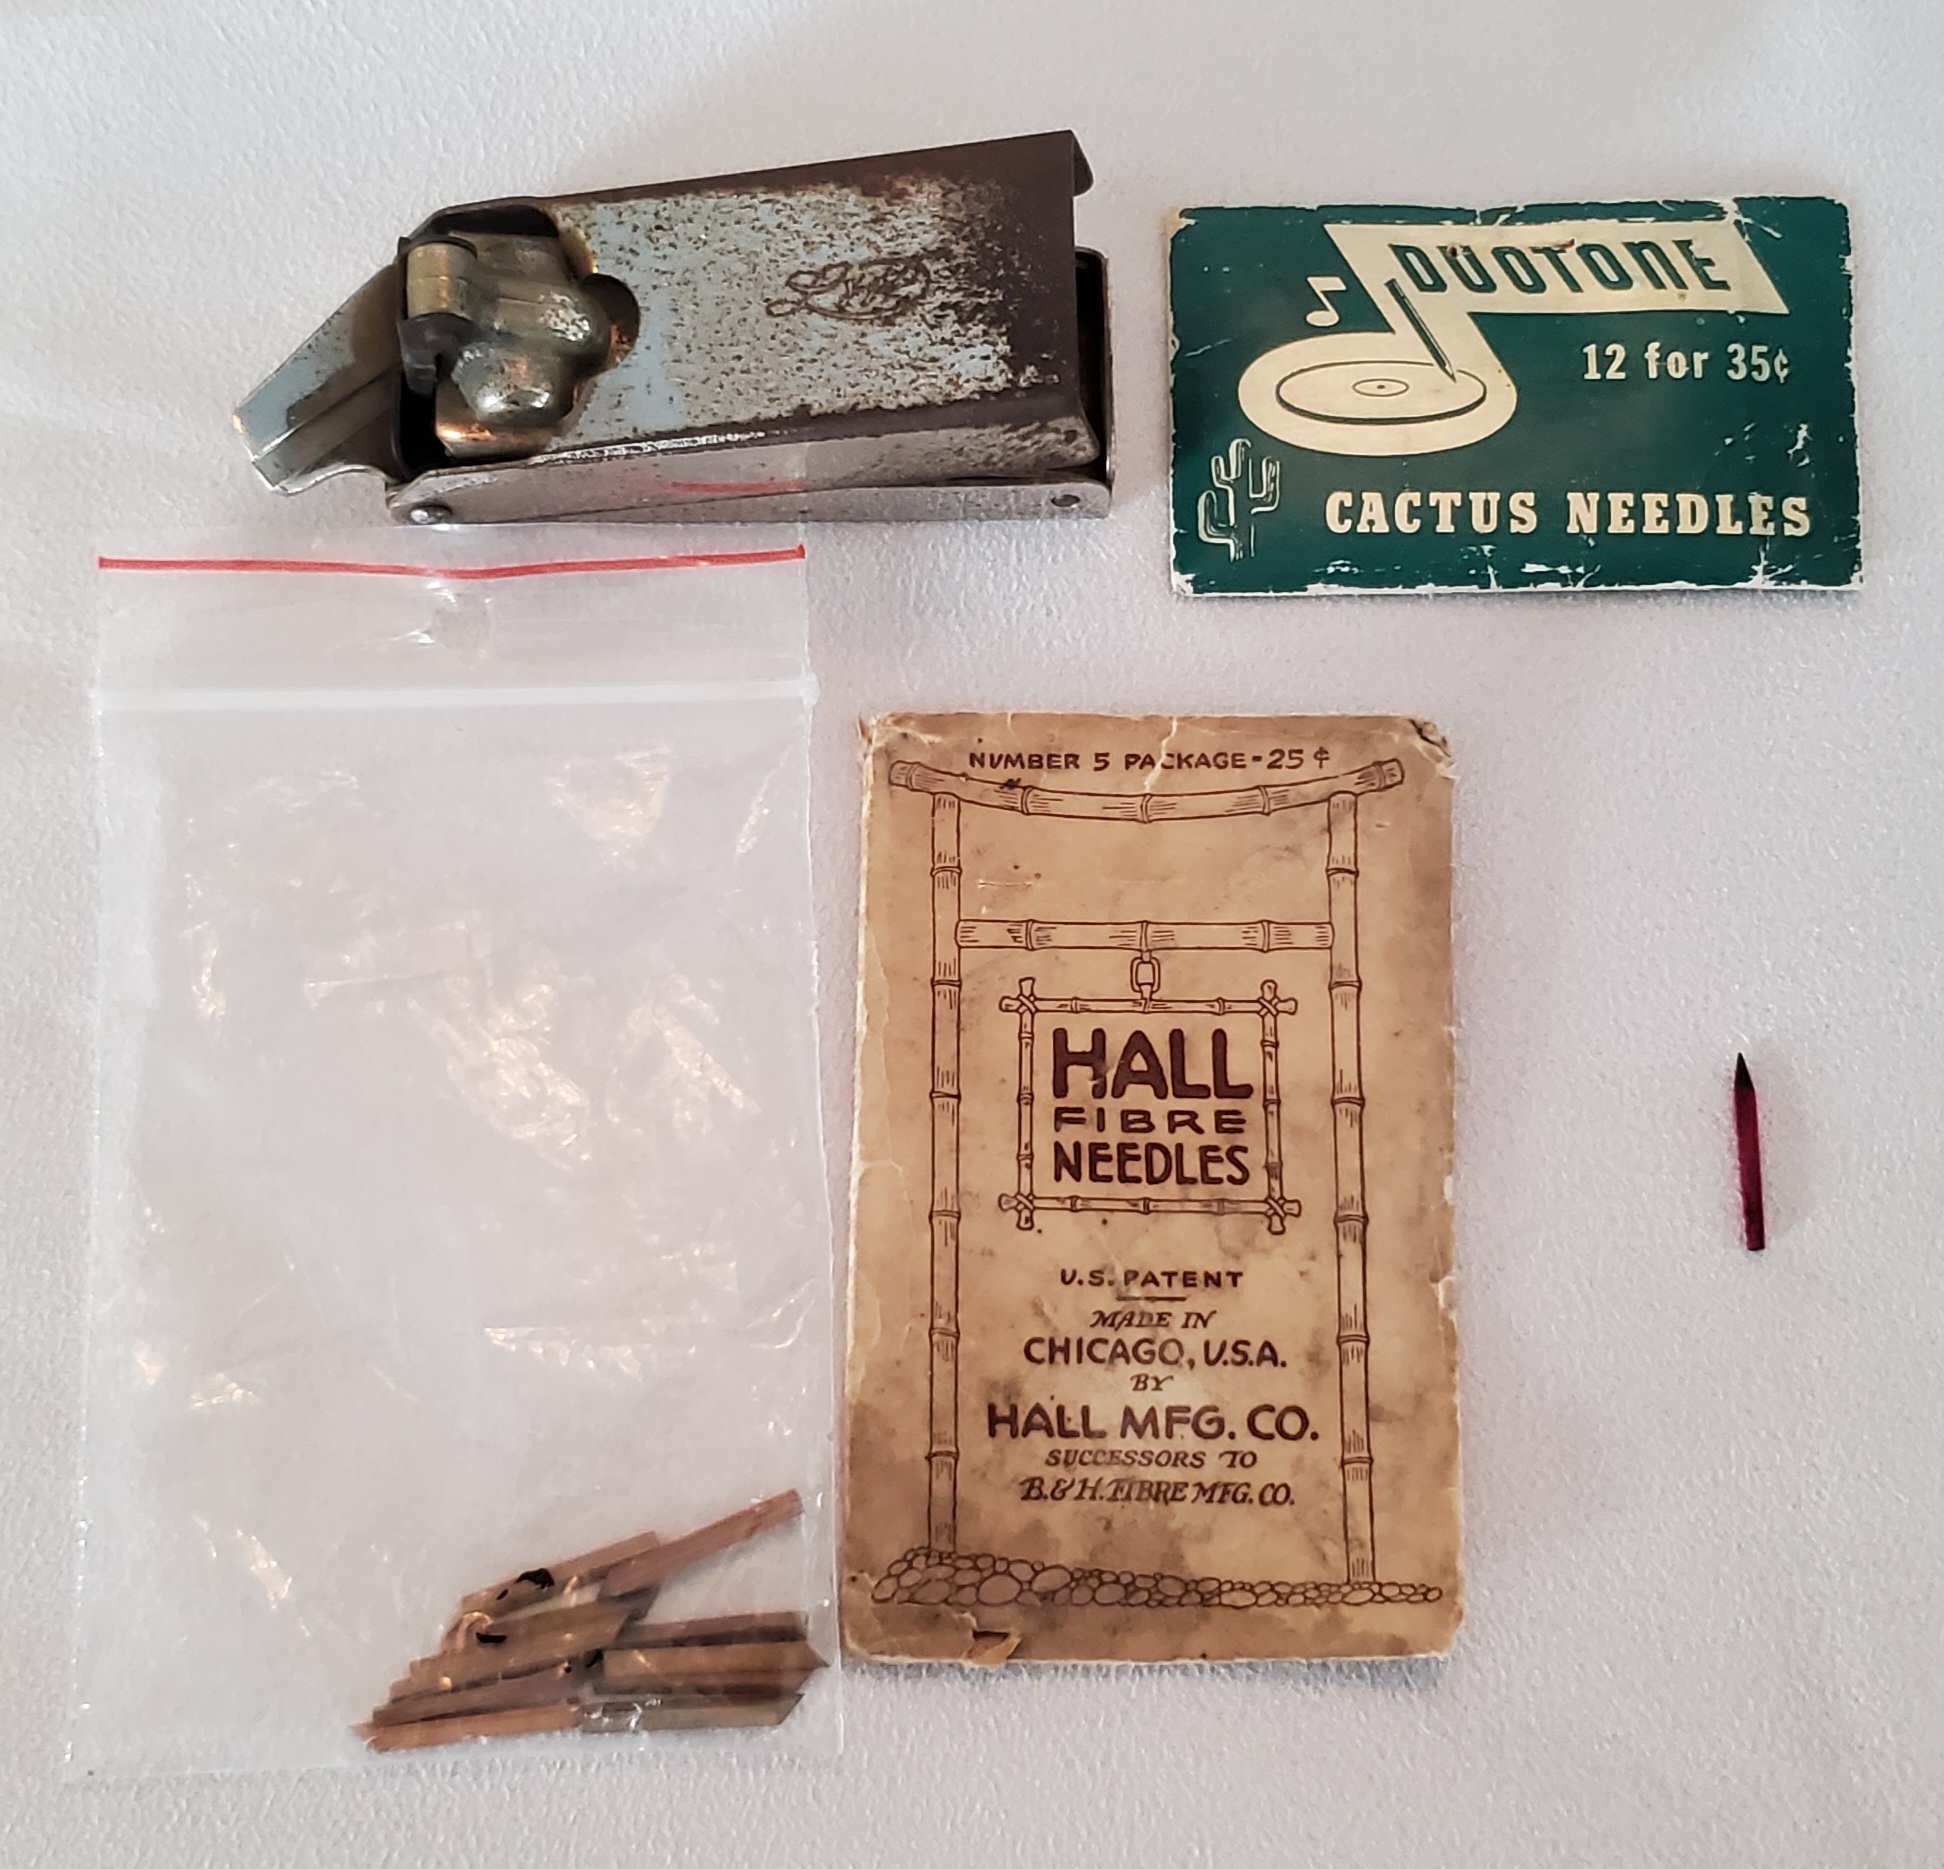 DUOTONE
12 for 35¢
CACTUS NEEDLES
NUMBER 5 PACKAGE-25¢
HALL
FIBRE
NEEDLES
U.S. PATENT
MADE IN
CHICAGO, U.S.A.
BY
HALL MFG. CO.
SUCCESSORS TO
B.& H. FIBRE MFG. CO.